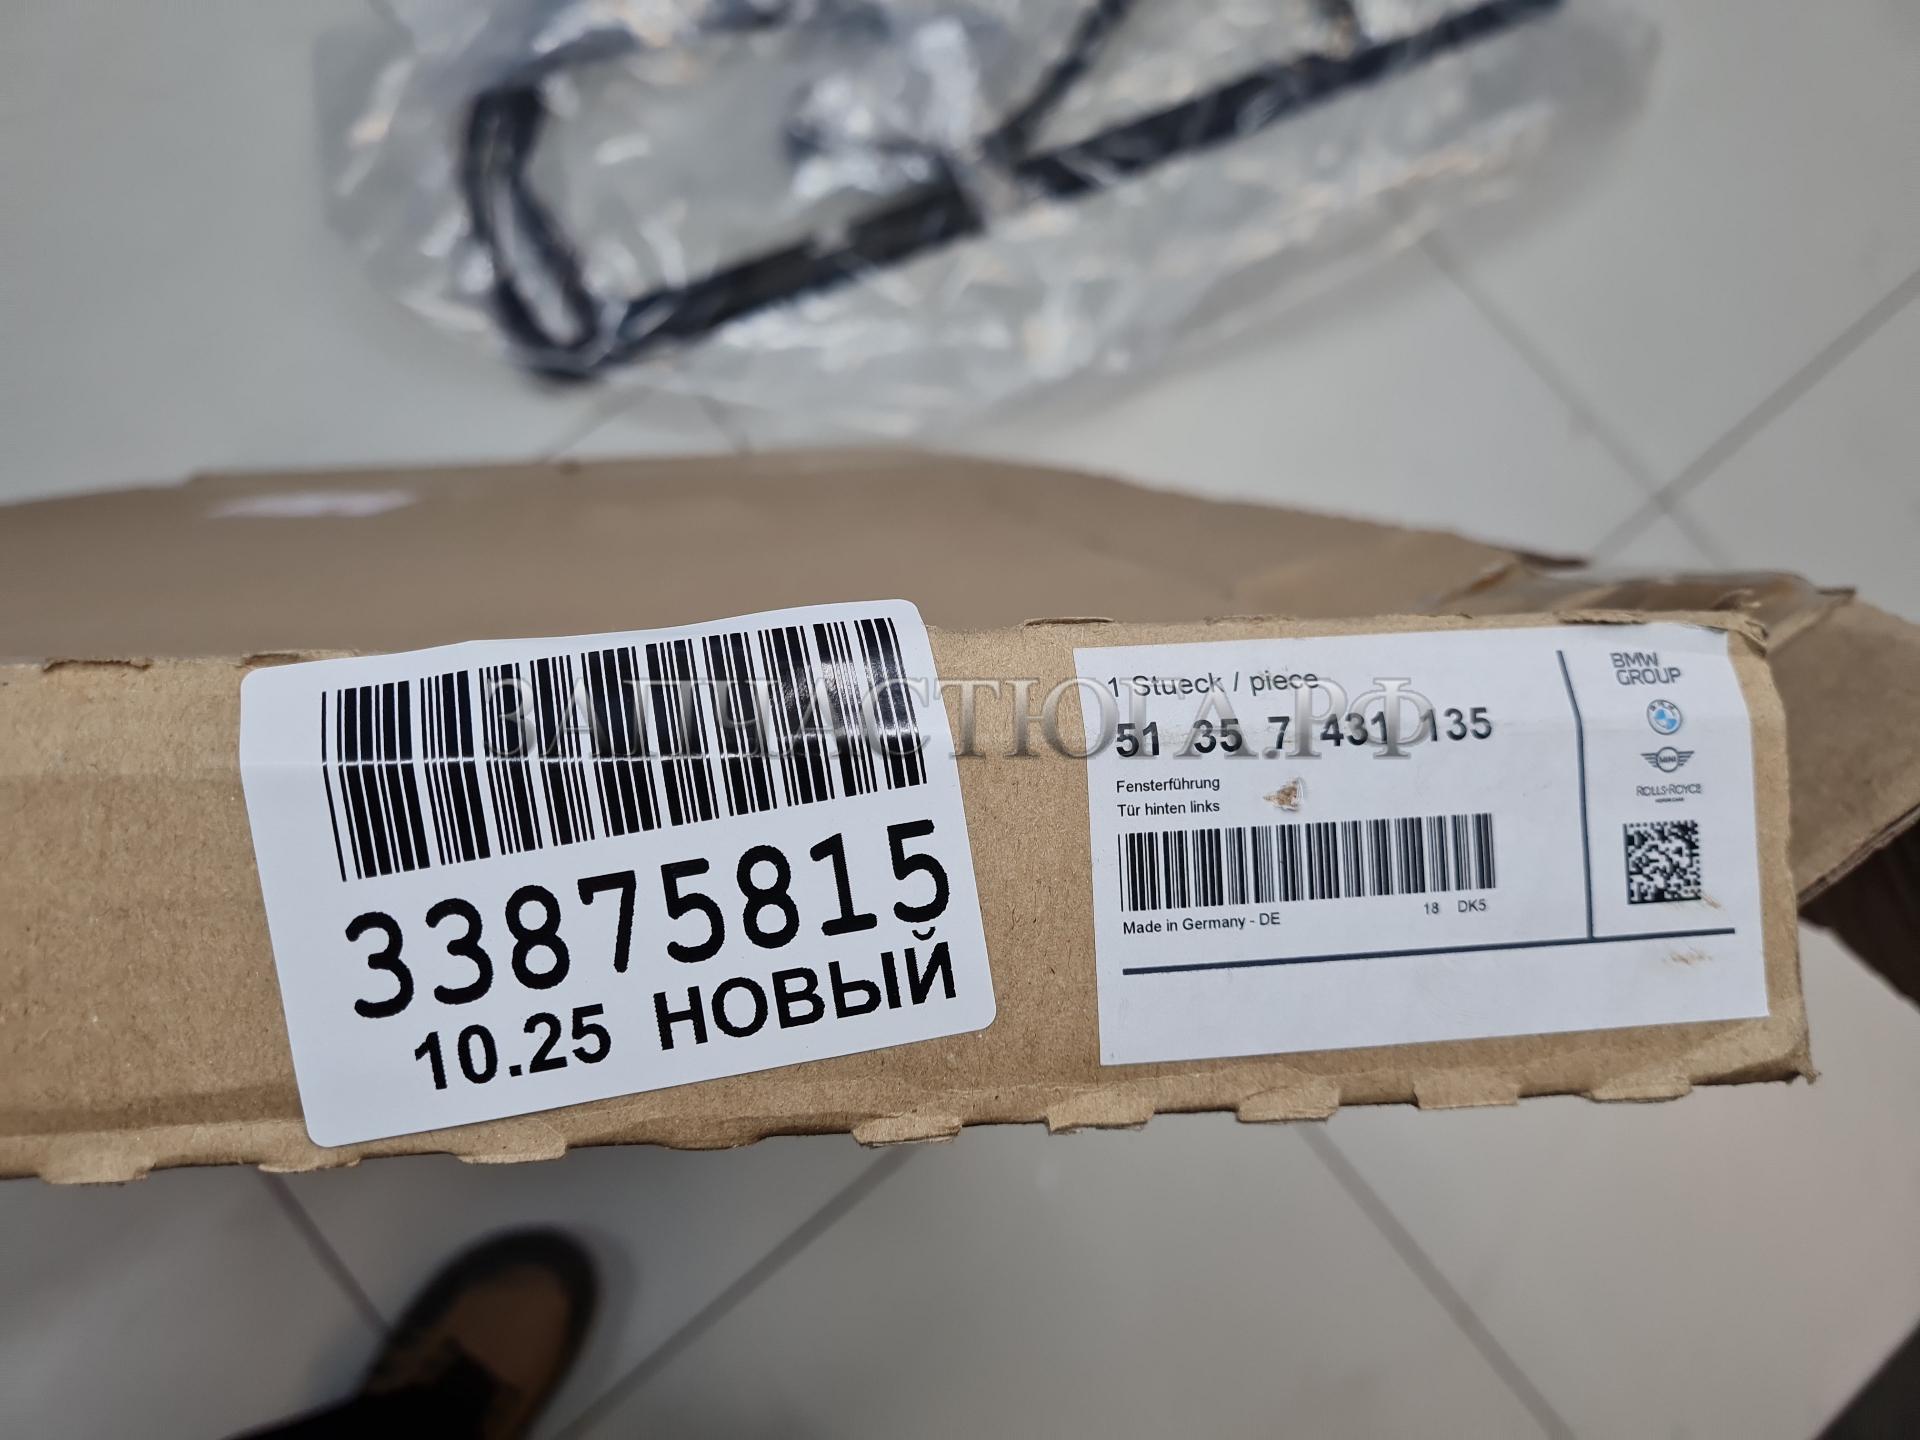 ЗАПЧАСТЮГА.РФ
33875815
10.25 НОВЫЙ
1 Stueck / piece
51 35 7 431 135
Fensterführung
Tür hinten links
Made in Germany - DE
18 DK5
BMW
GROUP
MINI
ROLLS-ROYCE